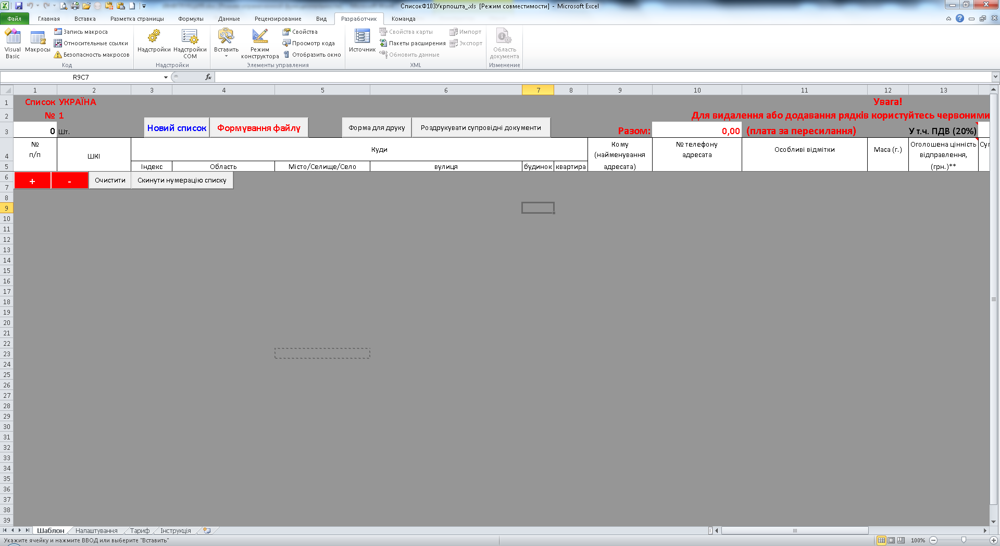 СписокФ103Укрпошта_.xls [Режим совместимости] - Microsoft Excel
Файл Главная Вставка Разметка страницы Формулы Данные Рецензирование Вид Разработчик Команда
Visual Basic
Макросы
Запись макроса
Относительные ссылки
Безопасность макросов
Код
Надстройки
Надстройки COM
Надстройки
Вставить
Режим конструктора
Свойства
Просмотр кода
Отобразить окно
Элементы управления
Источник
Свойства карты
Пакеты расширения
Обновить данные
Импорт
Экспорт
XML
Область документа
Изменение
R9C7 fx
1 2 3 4 5 6 7 8 9 10 11 12 13
1 Список УКРАЇНА Увага!
2 № 1 Для видалення або додавання рядків користуйтесь червоними
3 0 Шт. Новий список Формування файлу Форма для друку Роздрукувати супровідні документи Разом: 0,00 (плата за пересилання) У т.ч. ПДВ (20%)
4
5
№
п/п
ШКІ
Куди
Індекс Область Місто/Селище/Село вулиця будинок квартира
Кому
(найменування
адресата)
№ телефону
адресата
Особливі відмітки
Маса (г.)
Оголошена цінність
відправлення,
(грн.)**
Суг
6
7
+ - Очистити Скинути нумерацію списку
8
9
10
11
12
13
14
15
16
17
18
19
20
21
22
23
24
25
26
27
28
29
30
31
32
33
34
35
36
37
38
39
Шаблон Налаштування Тариф Інструкція
Укажите ячейку и нажмите ВВОД или выберите "Вставить" 100%